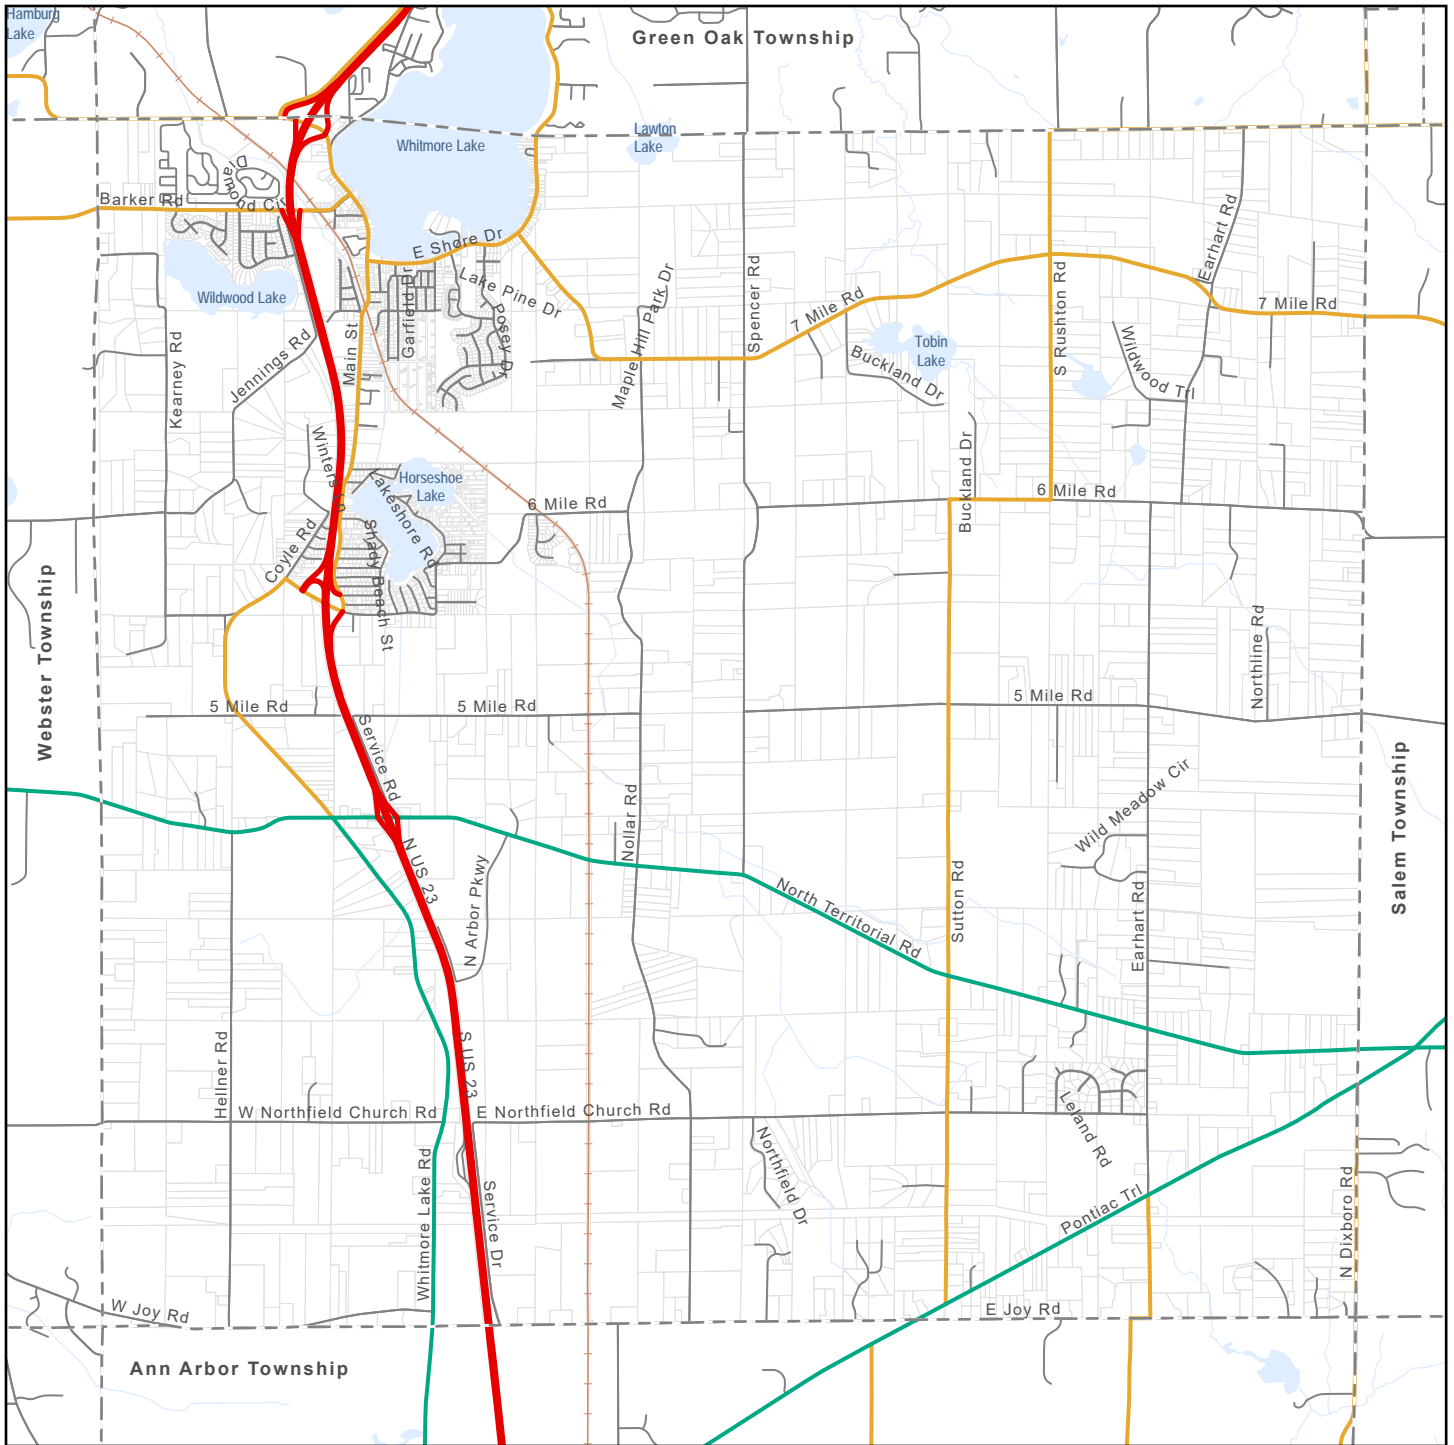 Hamburg
Lake
Green Oak Township
Whitmore Lake
Lawton
Lake
Diamond Cir
Barker Rd
E Shore Dr
Earhart Rd
Lake Pine Dr
Wildwood Lake
Garfield Dr
Posey Dr
Maple Hill Park Dr
Spencer Rd
7 Mile Rd
S Rushton Rd
7 Mile Rd
Kearney Rd
Jennings Rd
Main St
Tobin
Lake
Buckland Dr
Wildwood Trl
Winters Ln
Horseshoe
Lake
Lakeshore Rd
6 Mile Rd
Buckland Dr
6 Mile Rd
Coyle Rd
Shady Beach St
Webster Township
Northline Rd
5 Mile Rd
5 Mile Rd
5 Mile Rd
Service Rd
Nollar Rd
Wild Meadow Cir
Salem Township
N US 23
N Arbor Pkwy
North Territorial Rd
Sutton Rd
Earhart Rd
Hellner Rd
S US 23
W Northfield Church Rd
E Northfield Church Rd
Leland Rd
Northfield Dr
Whitmore Lake Rd
Service Dr
Pontiac Trl
N Dixboro Rd
W Joy Rd
E Joy Rd
Ann Arbor Township